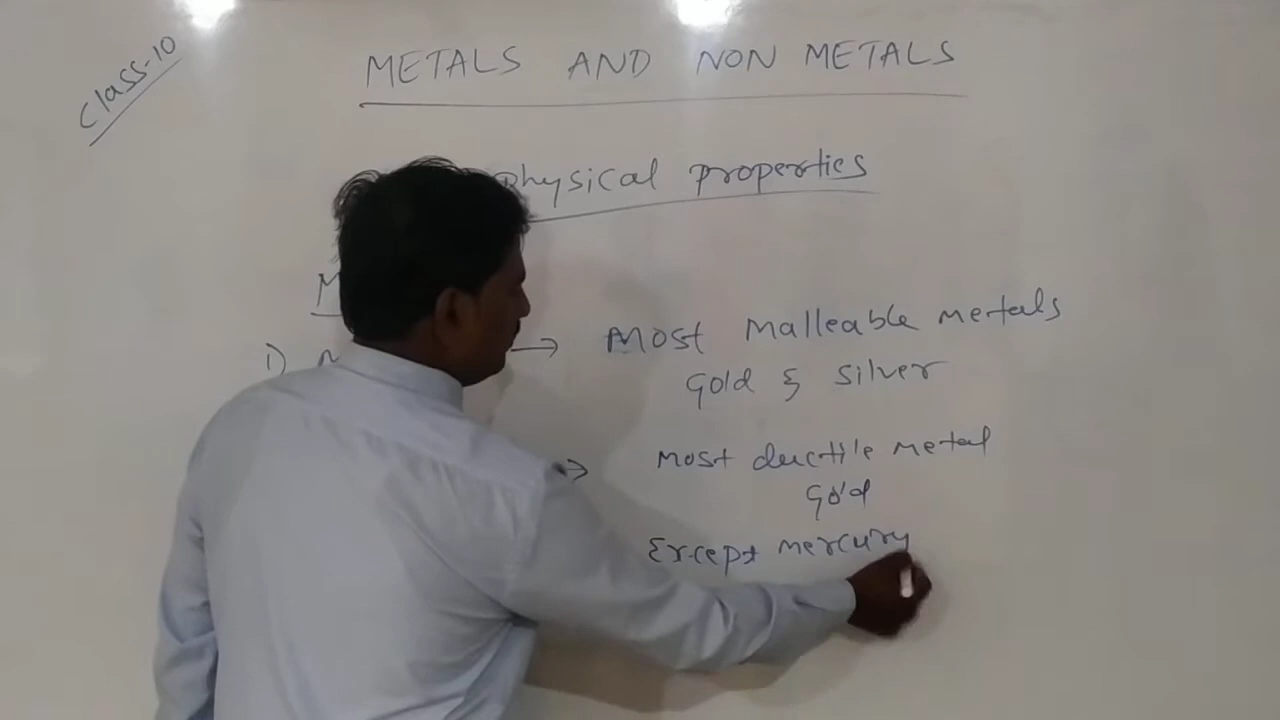 Class-10
METALS AND NON METALS
physical properties
M
1) M → Most Malleable metals
Gold & silver
→ Most ductile metal
Gold
Except mercury